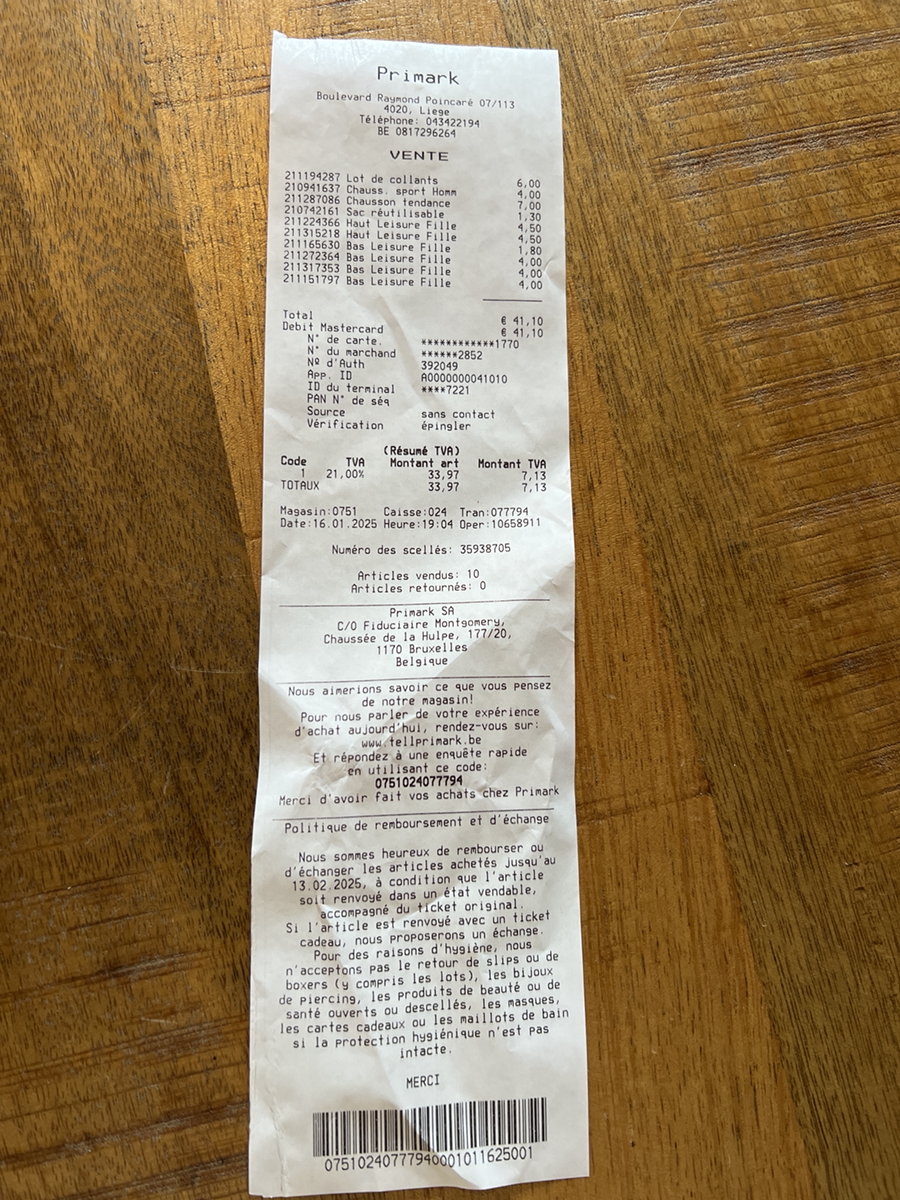 Primark
Boulevard Raymond Poincaré 07/113
4020, Liege
Téléphone: 043422194
BE 0817296264
VENTE
211194287 Lot de collants 6,00
210941637 Chauss. sport Homm 4,00
211287086 Chausson tendance 7,00
210742161 Sac réutilisable 1,30
211224366 Haut Leisure Fille 4,50
211315218 Haut Leisure Fille 4,50
211165630 Bas Leisure Fille 1,80
211272364 Bas Leisure Fille 4,00
211317353 Bas Leisure Fille 4,00
211151797 Bas Leisure Fille 4,00
Total € 41,10
Debit Mastercard € 41,10
N° de carte. ************1770
N° du marchand ******2852
Nº d'Auth 392049
App. ID A0000000041010
ID du terminal ****7221
PAN N° de séq
Source sans contact
Vérification épingler
(Résumé TVA)
Code TVA Montant art Montant TVA
1 21,00% 33,97 7,13
TOTAUX 33,97 7,13
Magasin:0751 Caisse:024 Tran:077794
Date:16.01.2025 Heure:19:04 Oper:10658911
Numéro des scellés: 35938705
Articles vendus: 10
Articles retournés: 0
Primark SA
C/O Fiduciaire Montgomery,
Chaussée de la Hulpe, 177/20,
1170 Bruxelles
Belgique
Nous aimerions savoir ce que vous pensez
de notre magasin!
Pour nous parler de votre expérience
d'achat aujourd'hui, rendez-vous sur:
www.tellprimark.be
Et répondez à une enquête rapide
en utilisant ce code:
0751024077794
Merci d'avoir fait vos achats chez Primark
Politique de remboursement et d'échange
Nous sommes heureux de rembourser ou
d'échanger les articles achetés jusqu'au
13.02.2025, à condition que l'article
soit renvoyé dans un état vendable,
accompagné du ticket original.
Si l'article est renvoyé avec un ticket
cadeau, nous proposerons un échange.
Pour des raisons d'hygiène, nous
n'acceptons pas le retour de slips ou de
boxers (y compris les lots), les bijoux
de piercing, les produits de beauté ou de
santé ouverts ou descellés, les masques,
les cartes cadeaux ou les maillots de bain
si la protection hygiénique n'est pas
intacte.
MERCI
07510240777940001011625001